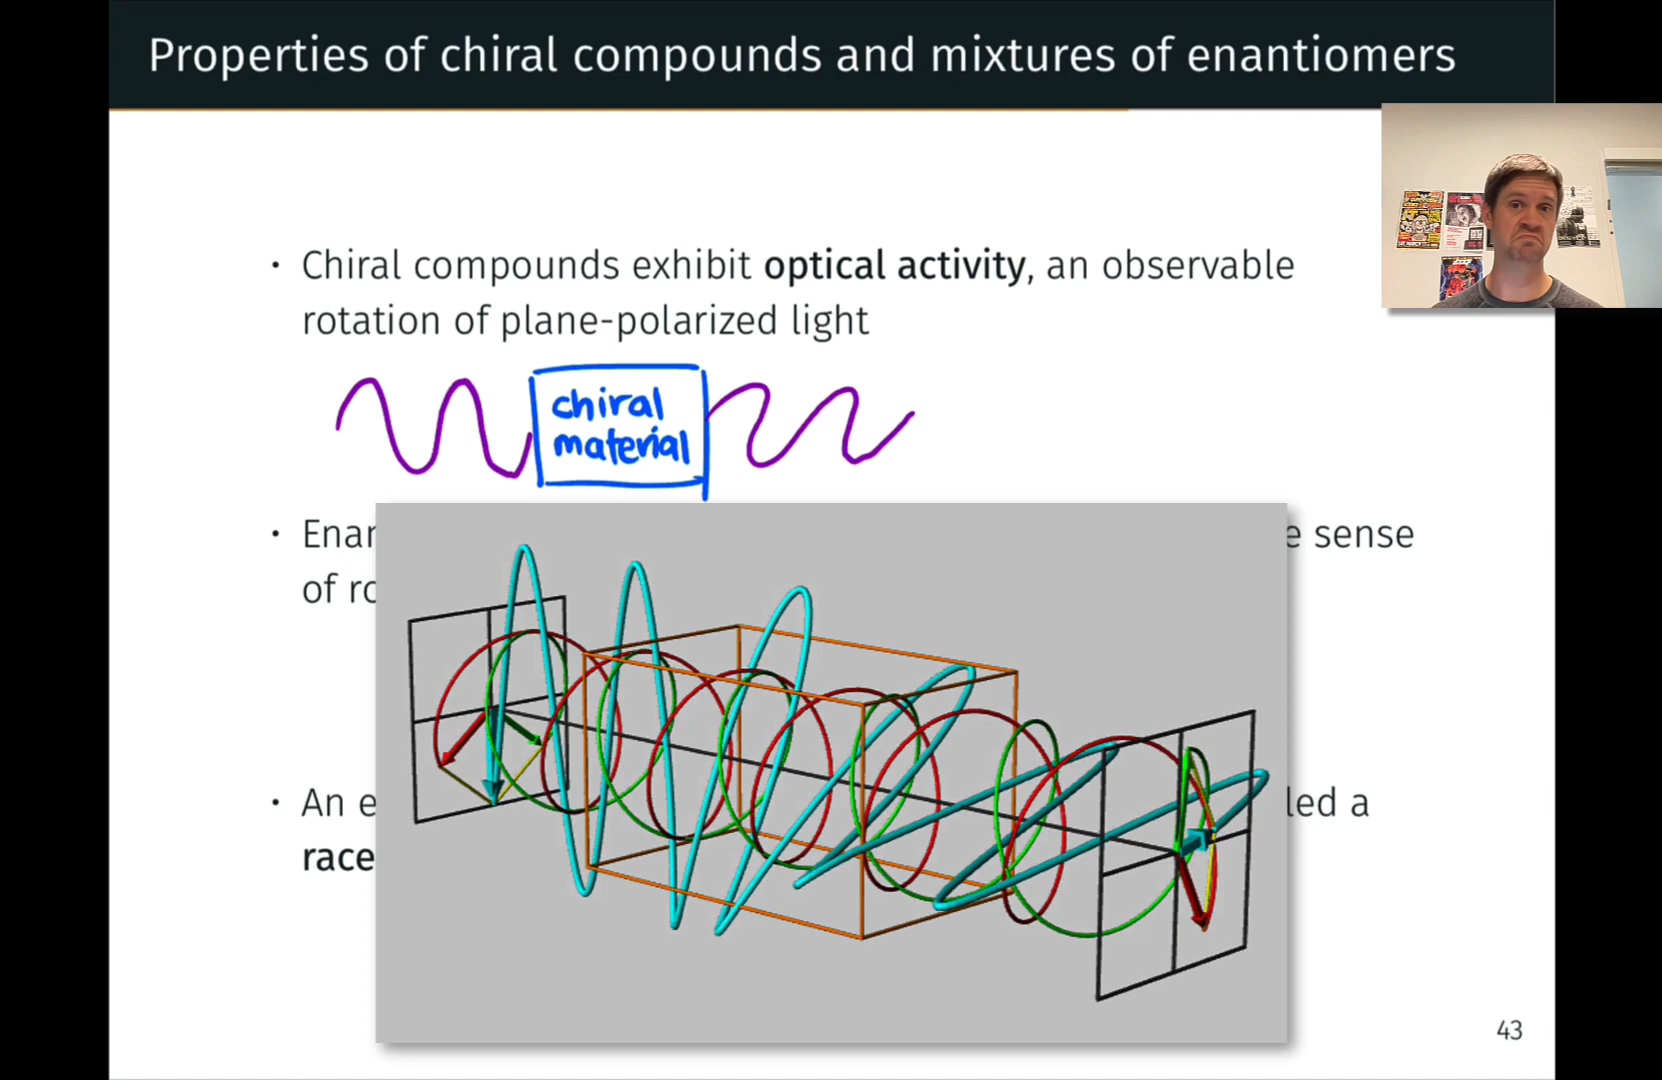 Properties of chiral compounds and mixtures of enantiomers
• Chiral compounds exhibit optical activity, an observable
rotation of plane-polarized light
chiral
material
• Enan e sense
of ro
• An e led a
race
43